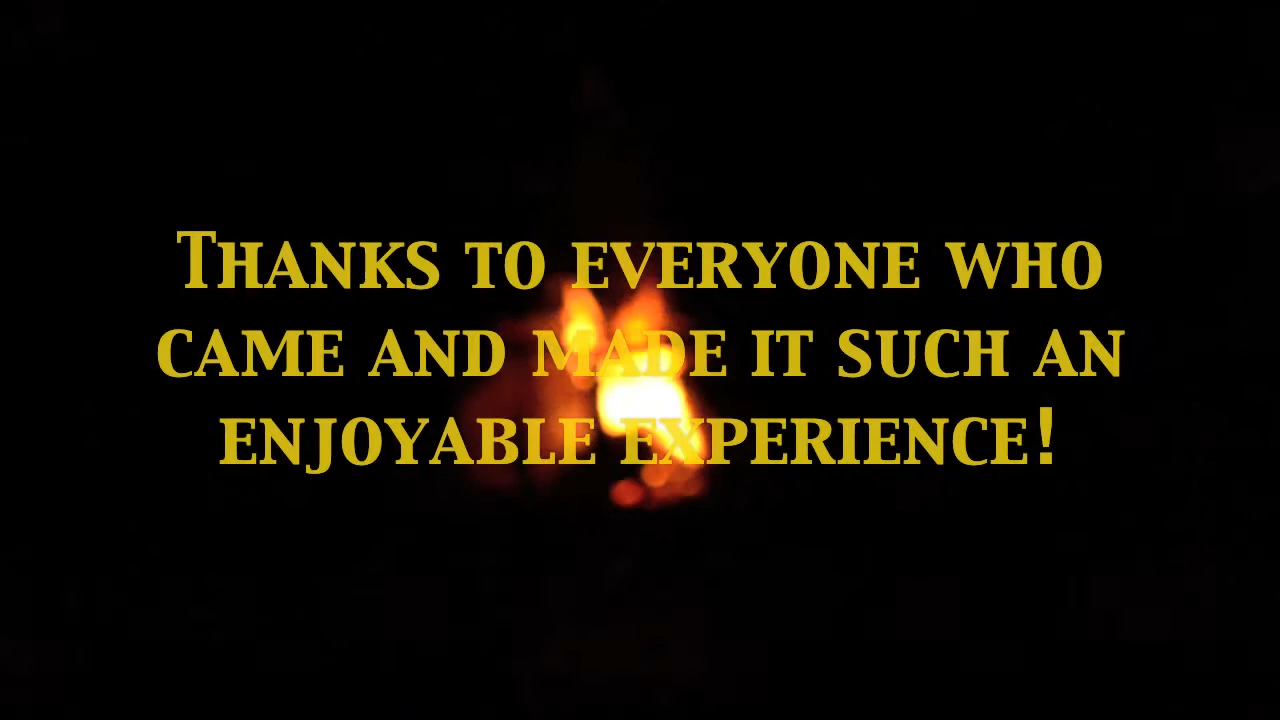 Thanks to everyone who
came and made it such an
enjoyable experience!